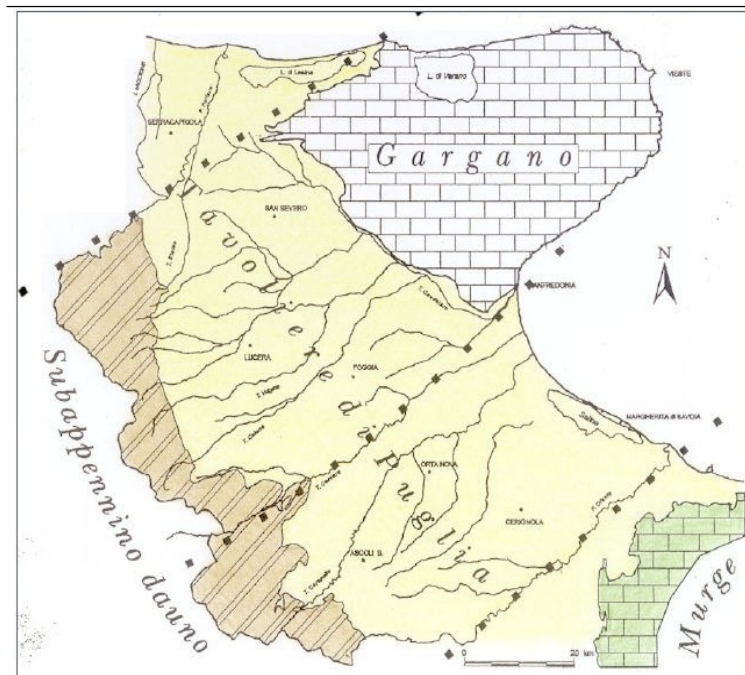 L. di Lesina
L. di Varano
VIESTE
SERRACAPRIOLA
Gargano
SAN SEVERO
N
MANFREDONIA
Tavoliere di Puglia
LUCERA
FOGGIA
Subappennino dauno
Salina
MARGHERITA di SAVOIA
ORTA NOVA
CERIGNOLA
ASCOLI S.
Murge
0 20 km